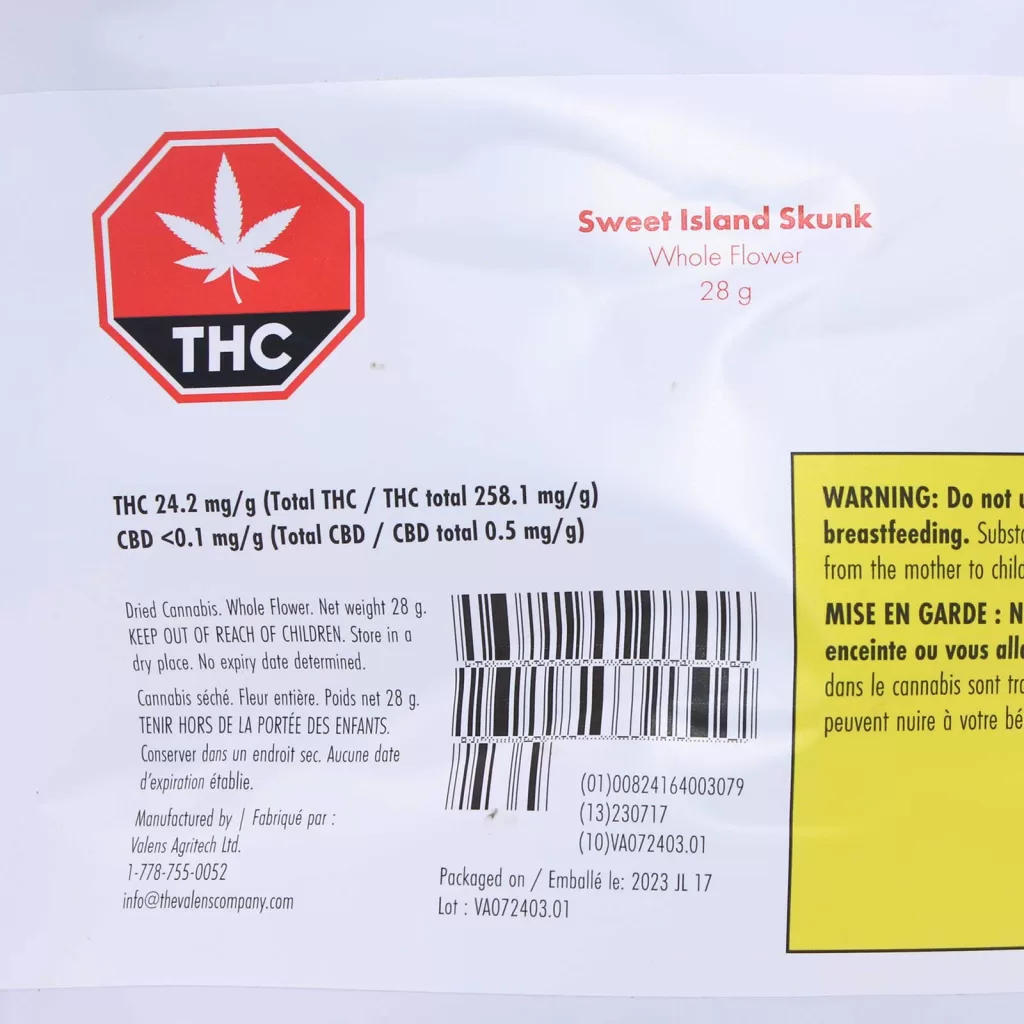 THC
Sweet Island Skunk
Whole Flower
28 g
THC 24.2 mg/g (Total THC / THC total 258.1 mg/g)
CBD <0.1 mg/g (Total CBD / CBD total 0.5 mg/g)
Dried Cannabis. Whole Flower. Net weight 28 g.
KEEP OUT OF REACH OF CHILDREN. Store in a
dry place. No expiry date determined.
Cannabis séché. Fleur entière. Poids net 28 g.
TENIR HORS DE LA PORTÉE DES ENFANTS.
Conserver dans un endroit sec. Aucune date
d'expiration établie.
Manufactured by | Fabriqué par :
Valens Agritech Ltd.
1-778-755-0052
info@thevalenscompany.com
(01)00824164003079
(13)230717
(10)VA072403.01
Packaged on / Emballé le: 2023 JL 17
Lot : VA072403.01
WARNING: Do not
breastfeeding.
from the mother to
MISE EN GARDE :
enceinte ou vous
dans le cannabis sont
peuvent nuire à votre